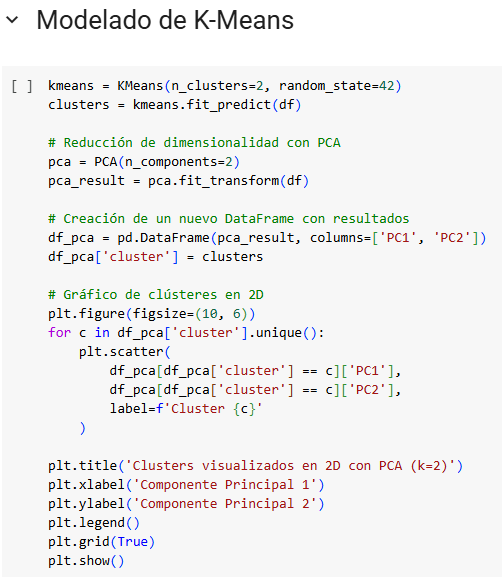 Modelado de K-Means
[ ] kmeans = KMeans(n_clusters=2, random_state=42)
clusters = kmeans.fit_predict(df)
# Reducción de dimensionalidad con PCA
pca = PCA(n_components=2)
pca_result = pca.fit_transform(df)
# Creación de un nuevo DataFrame con resultados
df_pca = pd.DataFrame(pca_result, columns=['PC1', 'PC2'])
df_pca['cluster'] = clusters
# Gráfico de clústeres en 2D
plt.figure(figsize=(10, 6))
for c in df_pca['cluster'].unique():
    plt.scatter(
        df_pca[df_pca['cluster'] == c]['PC1'],
        df_pca[df_pca['cluster'] == c]['PC2'],
        label=f'Cluster {c}'
    )
plt.title('Clusters visualizados en 2D con PCA (k=2)')
plt.xlabel('Componente Principal 1')
plt.ylabel('Componente Principal 2')
plt.legend()
plt.grid(True)
plt.show()